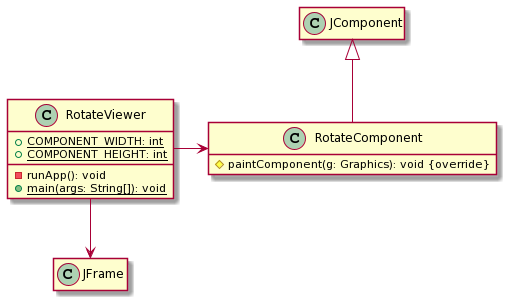 C JComponent
C RotateViewer
COMPONENT_WIDTH: int
COMPONENT_HEIGHT: int
runApp(): void
main(args: String[]): void
C RotateComponent
paintComponent(g: Graphics): void {override}
C JFrame